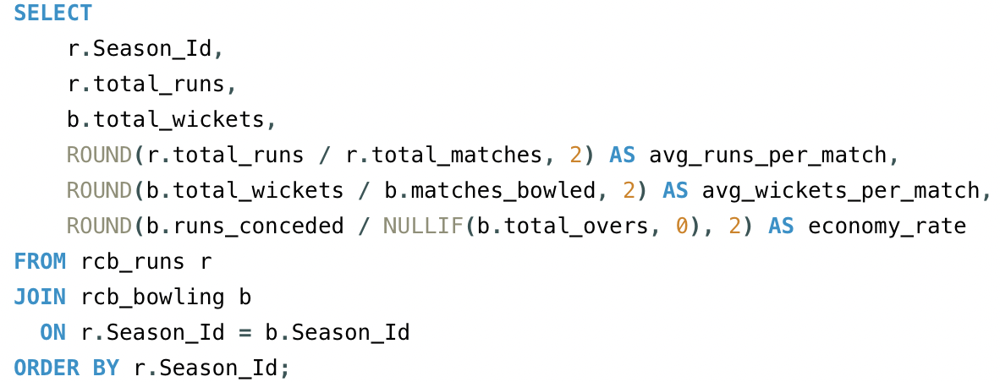 SELECT
    r.Season_Id,
    r.total_runs,
    b.total_wickets,
    ROUND(r.total_runs / r.total_matches, 2) AS avg_runs_per_match,
    ROUND(b.total_wickets / b.matches_bowled, 2) AS avg_wickets_per_match,
    ROUND(b.runs_conceded / NULLIF(b.total_overs, 0), 2) AS economy_rate
FROM rcb_runs r
JOIN rcb_bowling b
  ON r.Season_Id = b.Season_Id
ORDER BY r.Season_Id;